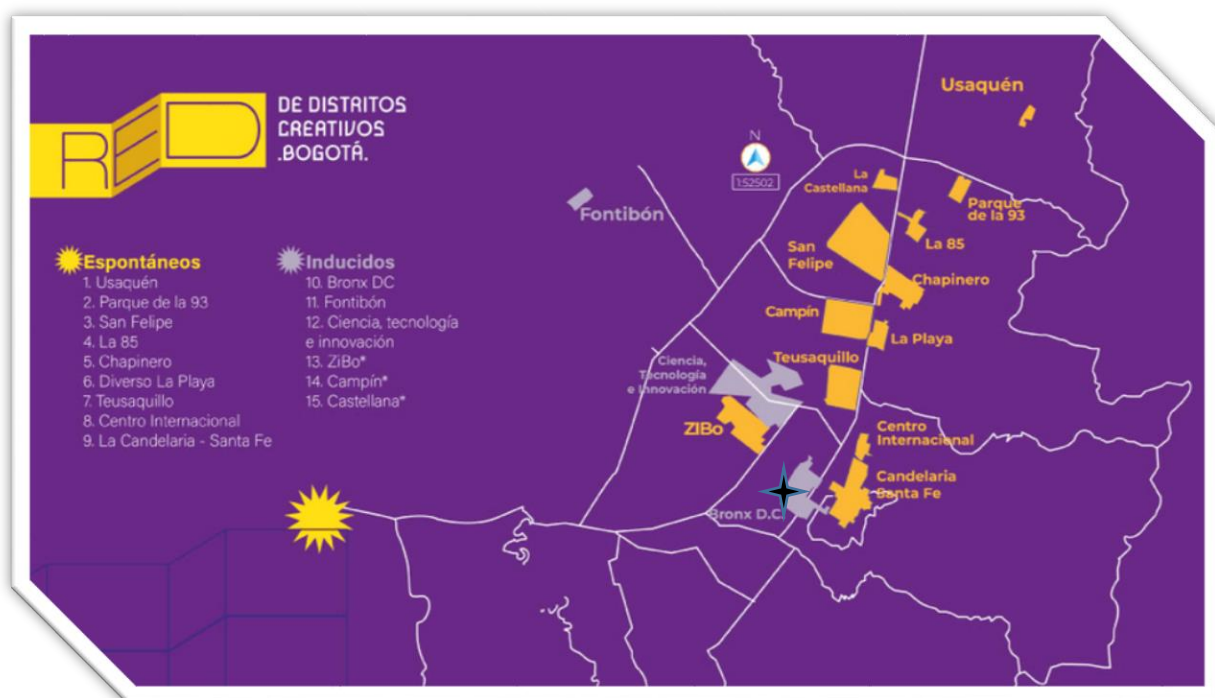 RED
DE DISTRITOS
CREATIVOS
.BOGOTÁ.
Espontáneos
1. Usaquén
2. Parque de la 93
3. San Felipe
4. La 85
5. Chapinero
6. Diverso La Playa
7. Teusaquillo
8. Centro Internacional
9. La Candelaria - Santa Fe
Inducidos
10. Bronx DC
11. Fontibón
12. Ciencia, tecnología
e innovación
13. ZiBo*
14. Campín*
15. Castellana*
N
1:52502
Usaquén
La
Castellana
Parque
de la 93
Fontibón
La 85
San
Felipe
Chapinero
Campín
La Playa
Teusaquillo
Ciencia,
Tecnología
e Innovación
ZIBo
Centro
Internacional
Candelaria
Santa Fe
Bronx D.C.